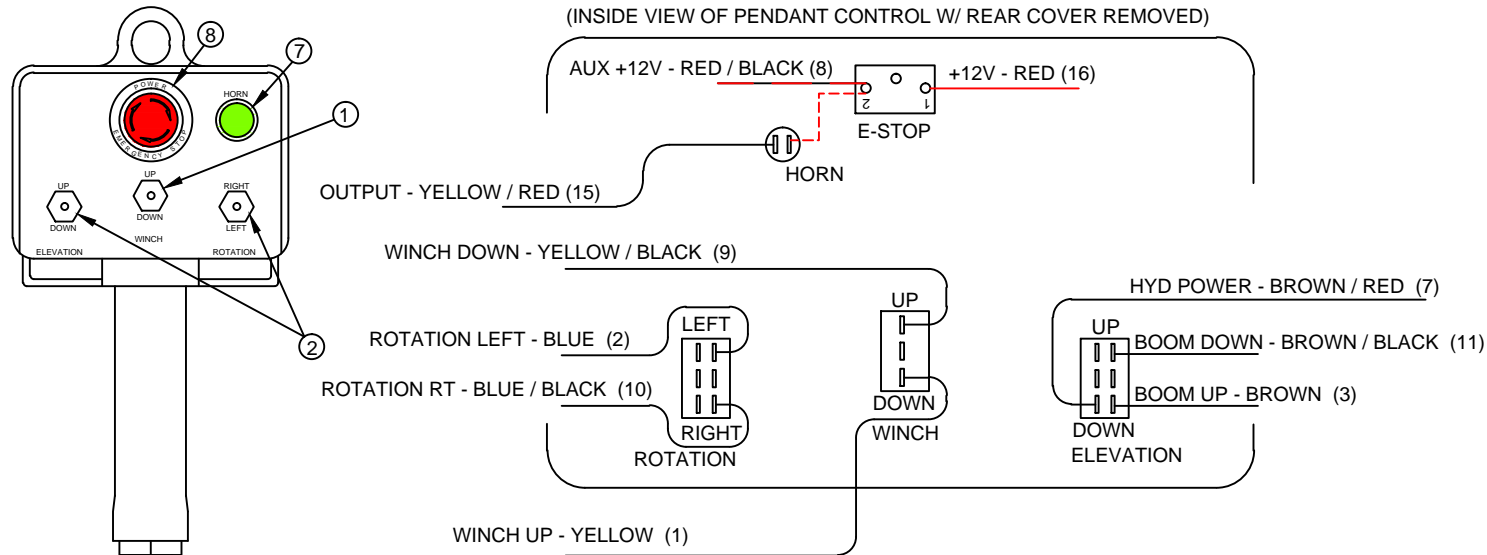 (INSIDE VIEW OF PENDANT CONTROL W/ REAR COVER REMOVED)
8
7
1
2
POWER
EMERGENCY STOP
HORN
UP
DOWN
ELEVATION
UP
DOWN
WINCH
RIGHT
LEFT
ROTATION
AUX +12V - RED / BLACK (8)
+12V - RED (16)
2
1
E-STOP
HORN
OUTPUT - YELLOW / RED (15)
WINCH DOWN - YELLOW / BLACK (9)
HYD POWER - BROWN / RED (7)
ROTATION LEFT - BLUE (2)
LEFT
UP
UP
BOOM DOWN - BROWN / BLACK (11)
ROTATION RT - BLUE / BLACK (10)
BOOM UP - BROWN (3)
RIGHT
ROTATION
DOWN
WINCH
DOWN
ELEVATION
WINCH UP - YELLOW (1)